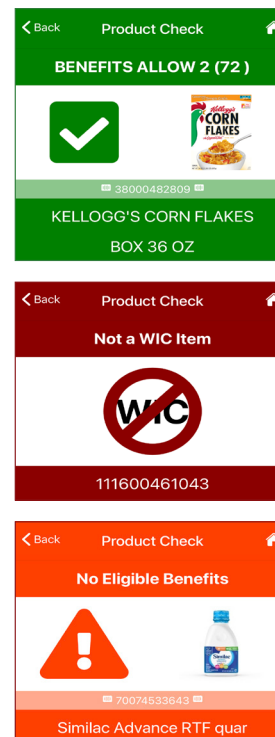 Back Product Check
BENEFITS ALLOW 2 (72 )
Kellogg's
CORN
FLAKES
38000482809
KELLOGG'S CORN FLAKES
BOX 36 OZ
Back Product Check
Not a WIC Item
WIC
111600461043
Back Product Check
No Eligible Benefits
Similac
70074533643
Similac Advance RTF quar